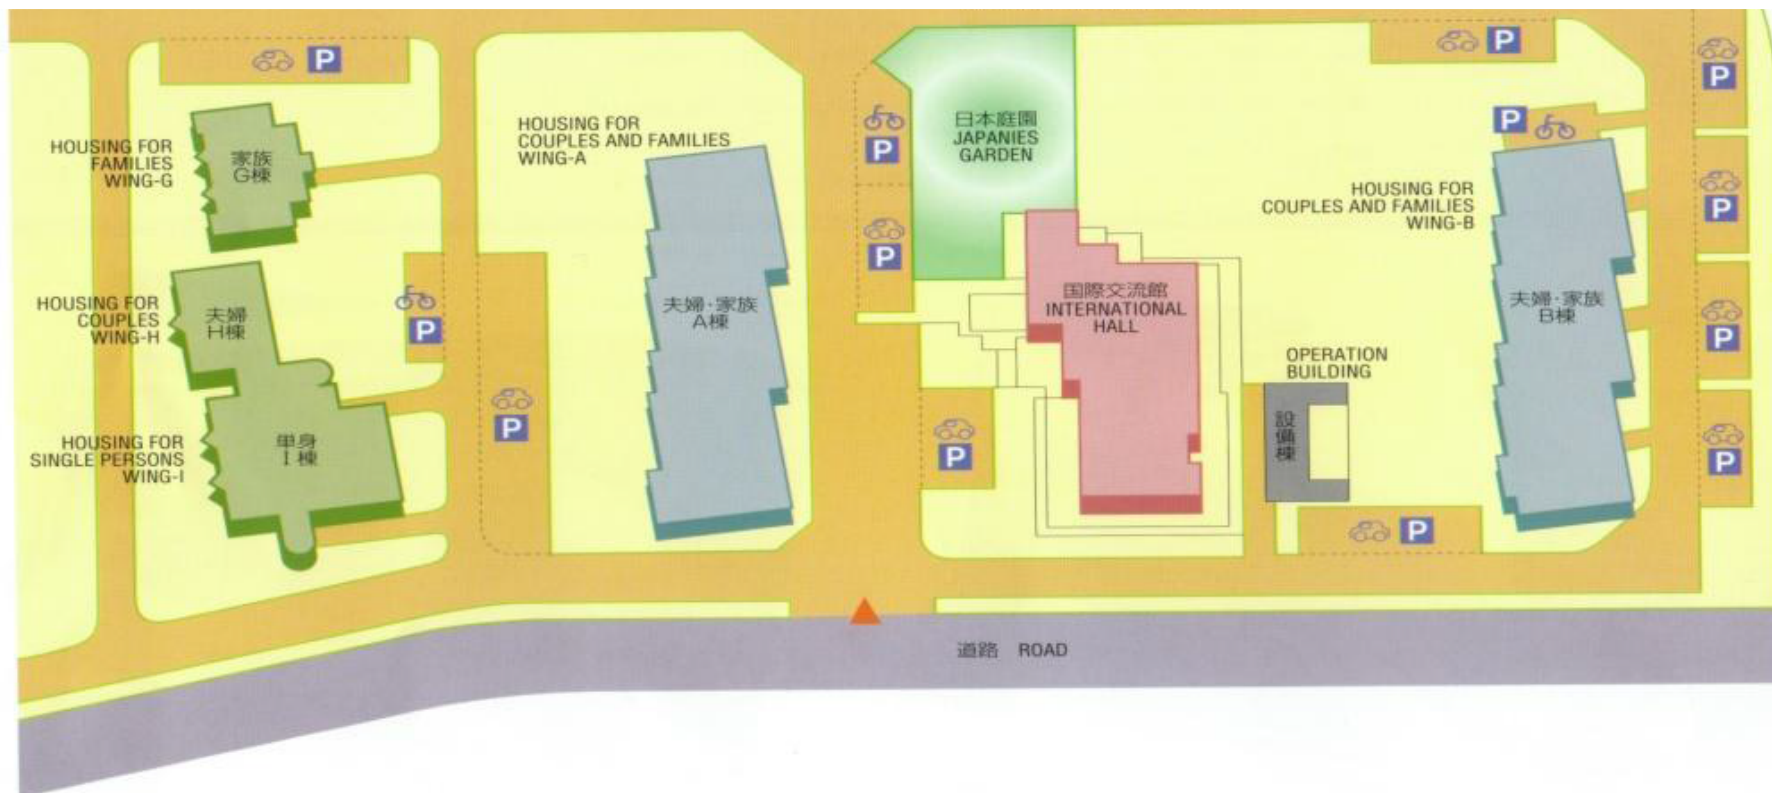 P
HOUSING FOR
FAMILIES
WING-G
家族
G棟
HOUSING FOR
COUPLES
WING-H
夫婦
H棟
P
HOUSING FOR
SINGLE PERSONS
WING-I
単身
I棟
P
HOUSING FOR
COUPLES AND FAMILIES
WING-A
夫婦・家族
A棟
P
P
P
日本庭園
JAPANIES
GARDEN
国際交流館
INTERNATIONAL
HALL
OPERATION
BUILDING
設備棟
P
P
P
HOUSING FOR
COUPLES AND FAMILIES
WING-B
夫婦・家族
B棟
P
P
P
P
P
道路 ROAD